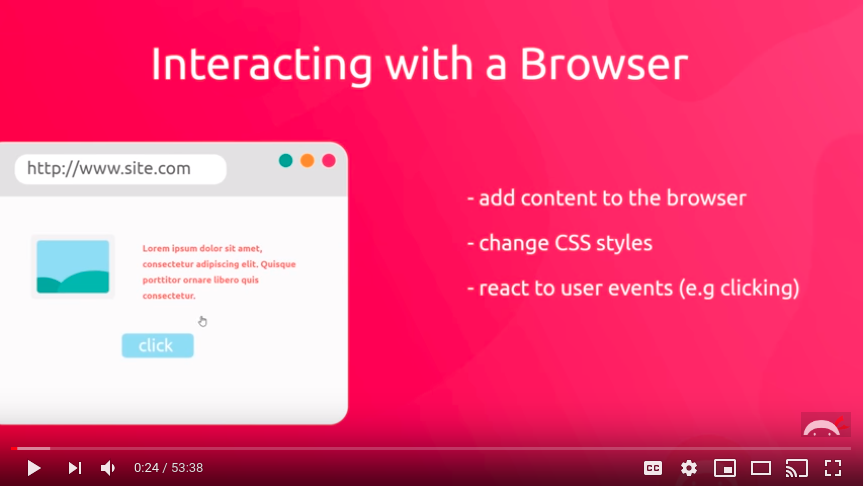 Interacting with a Browser
http://www.site.com
Lorem ipsum dolor sit amet,
consectetur adipiscing elit. Quisque
porttitor ornare libero quis
consectetur.
click
- add content to the browser
- change CSS styles
- react to user events (e.g clicking)
0:24 / 53:38
CC